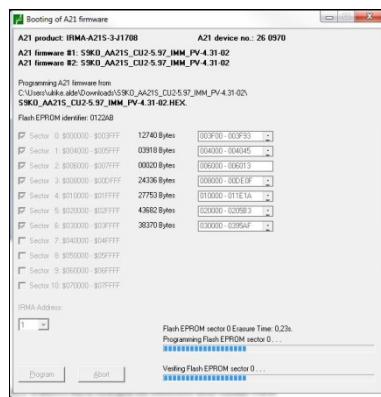 Booting of A21 firmware
A21 product: IRMA-A21S-3-J1708 A21 device no.: 26 0970
A21 firmware #1: S9K0_AA21S_CU2-5.97_IMM_PV-4.31-02
A21 firmware #2: S9K0_AA21S_CU2-5.97_IMM_PV-4.31-02
Programming A21 firmware from
C:\Users\ulrike.alde\Downloads\S9K0_AA21S_CU2-5.97_IMM_PV-4.31-02\
S9K0_AA21S_CU2-5.97_IMM_PV-4.31-02.HEX.
Flash EPROM identifier: 0122AB
Sector 0: $000000 - $003FFF 12740 Bytes 003F00 - 003F93
Sector 1: $004000 - $005FFF 03918 Bytes 004000 - 004045
Sector 2: $006000 - $007FFF 00020 Bytes 006000 - 006013
Sector 3: $008000 - $00DFFF 24336 Bytes 008000 - 00DE0F
Sector 4: $010000 - $01FFFF 27753 Bytes 010000 - 011E1A
Sector 5: $020000 - $02FFFF 43682 Bytes 020000 - 0205B3
Sector 6: $030000 - $03FFFF 38370 Bytes 030000 - 0395AF
Sector 7: $040000 - $04FFFF
Sector 8: $050000 - $05FFFF
Sector 9: $060000 - $06FFFF
Sector 10: $070000 - $07FFFF
IRMA-Address:
1
Flash EPROM sector 0 Erasure Time: 0,23s.
Programming Flash EPROM sector 0 . . .
Program Abort Verifing Flash EPROM sector 0 . . .